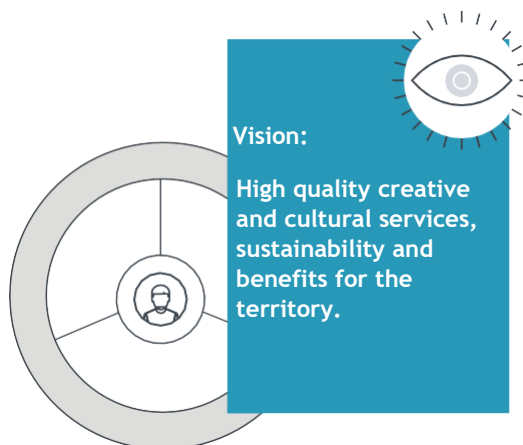 Vision:
High quality creative
and cultural services,
sustainability and
benefits for the
territory.